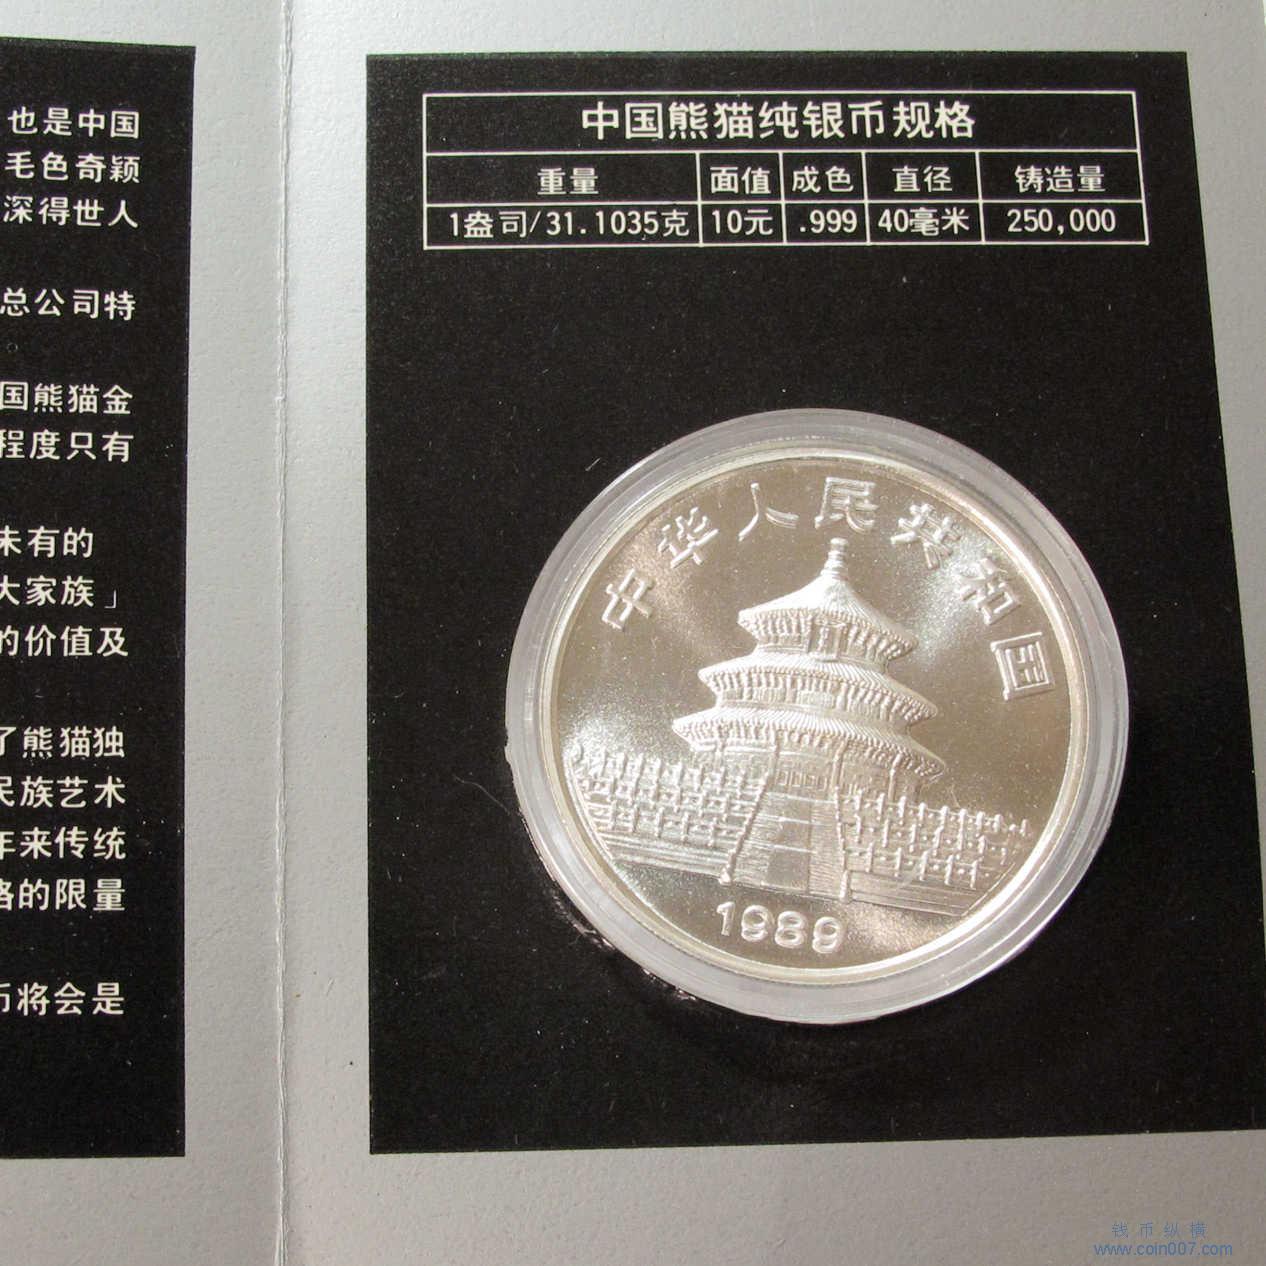 也是中国
毛色奇颖
深得世人
总公司特
国熊猫金
程度只有
未有的
大家族」
的价值及
了熊猫独
民族艺术
年来传统
格的限量
币将会是
中国熊猫纯银币规格
重量 面值 成色 直径 铸造量
1盎司/31.1035克 10元 .999 40毫米 250,000
中华人民共和国
1989
钱币纵横
www.coin007.com